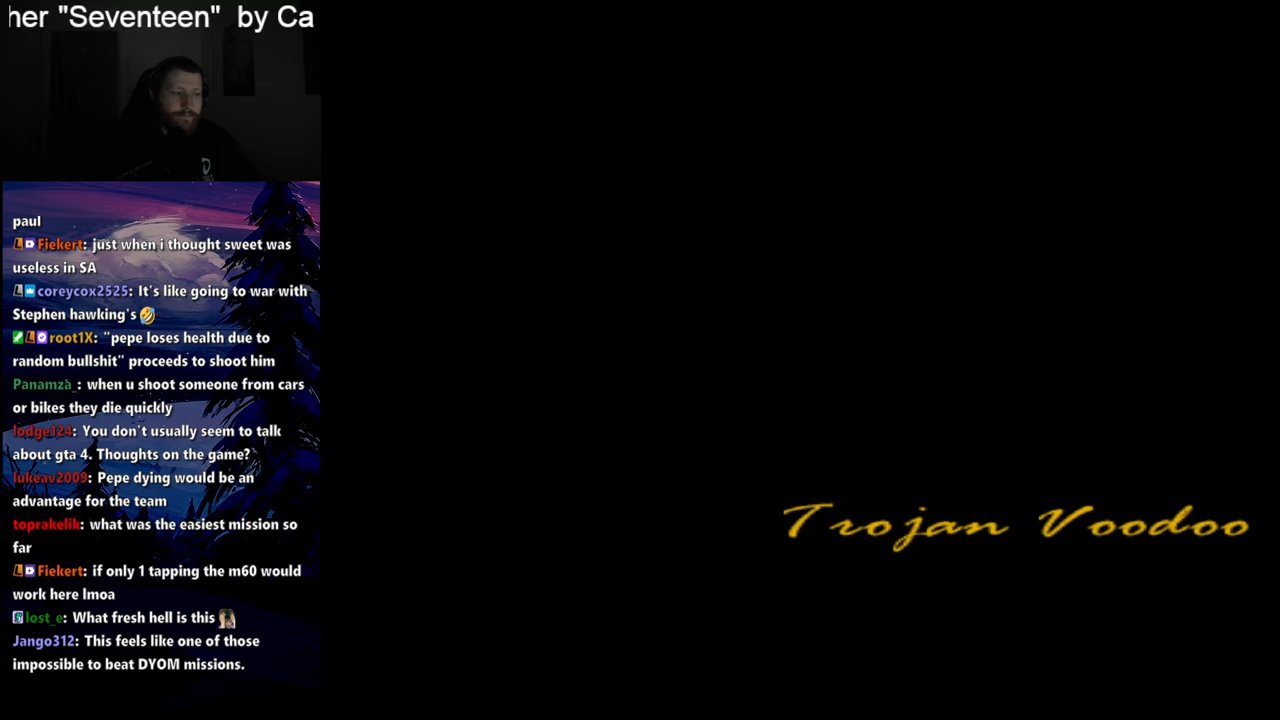 her "Seventeen"  by Ca
paul
Fiekert: just when i thought sweet was
useless in SA
coreycox2525: It's like going to war with
Stephen hawking's 🤣
root1X: "pepe loses health due to
random bullshit" proceeds to shoot him
Panamza_: when u shoot someone from cars
or bikes they die quickly
lodge124: You don't usually seem to talk
about gta 4. Thoughts on the game?
lukeav2009: Pepe dying would be an
advantage for the team
toprakelik: what was the easiest mission so
far
Fiekert: if only 1 tapping the m60 would
work here lmoa
lost_e: What fresh hell is this
Jango312: This feels like one of those
impossible to beat DYOM missions.
Trojan Voodoo